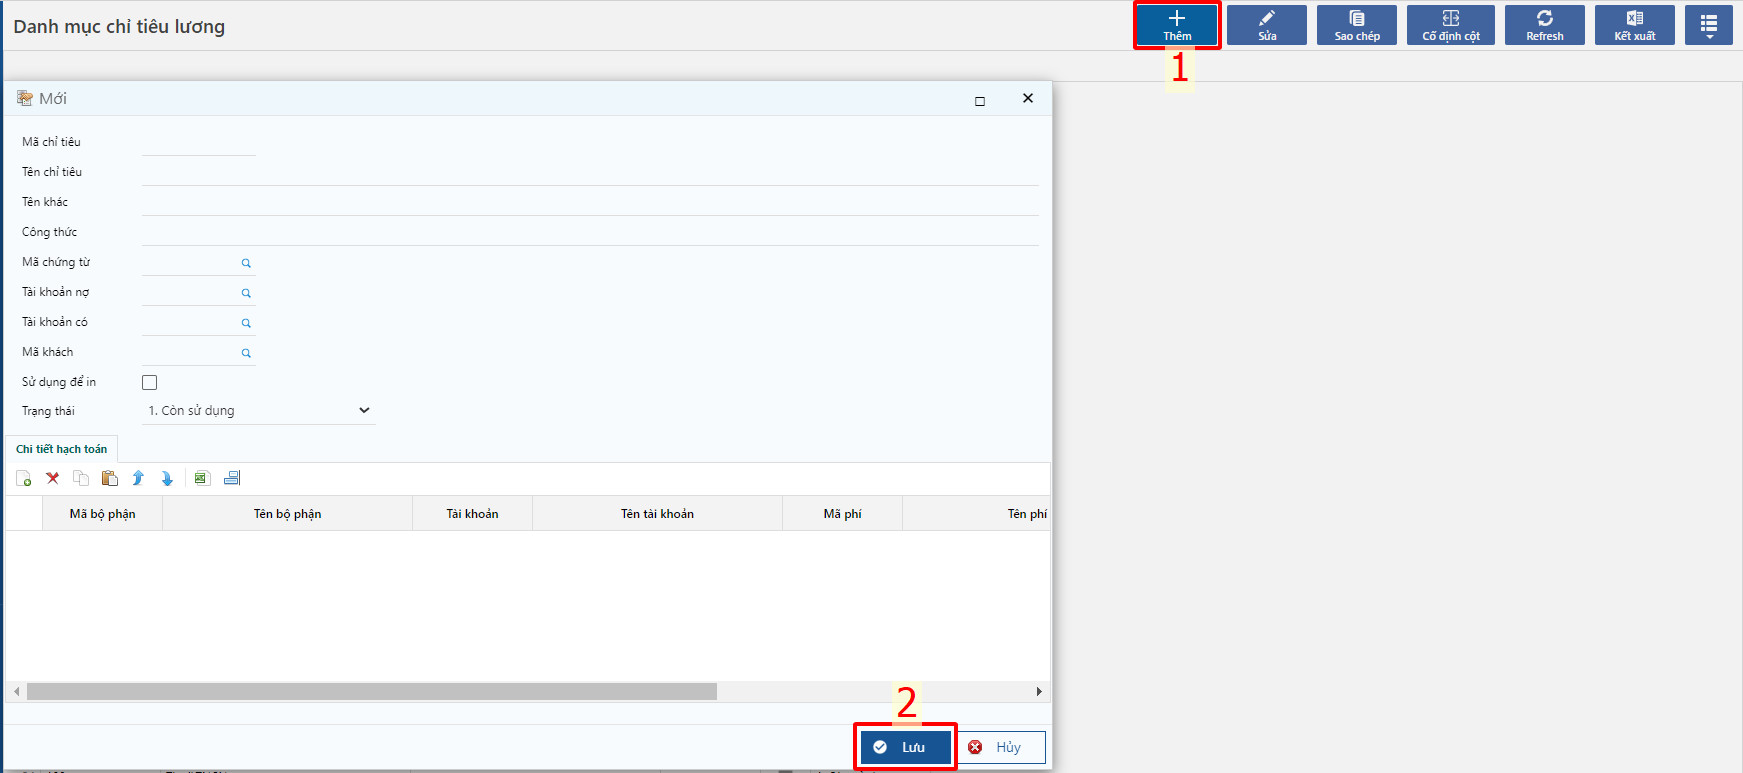 Danh mục chỉ tiêu lương
Thêm
Sửa
Sao chép
Cố định cột
Refresh
Kết xuất
1
Mới
Mã chỉ tiêu
Tên chỉ tiêu
Tên khác
Công thức
Mã chứng từ
Tài khoản nợ
Tài khoản có
Mã khách
Sử dụng để in
Trạng thái 1. Còn sử dụng
Chi tiết hạch toán
Mã bộ phận Tên bộ phận Tài khoản Tên tài khoản Mã phí Tên phí
2
Lưu Hủy